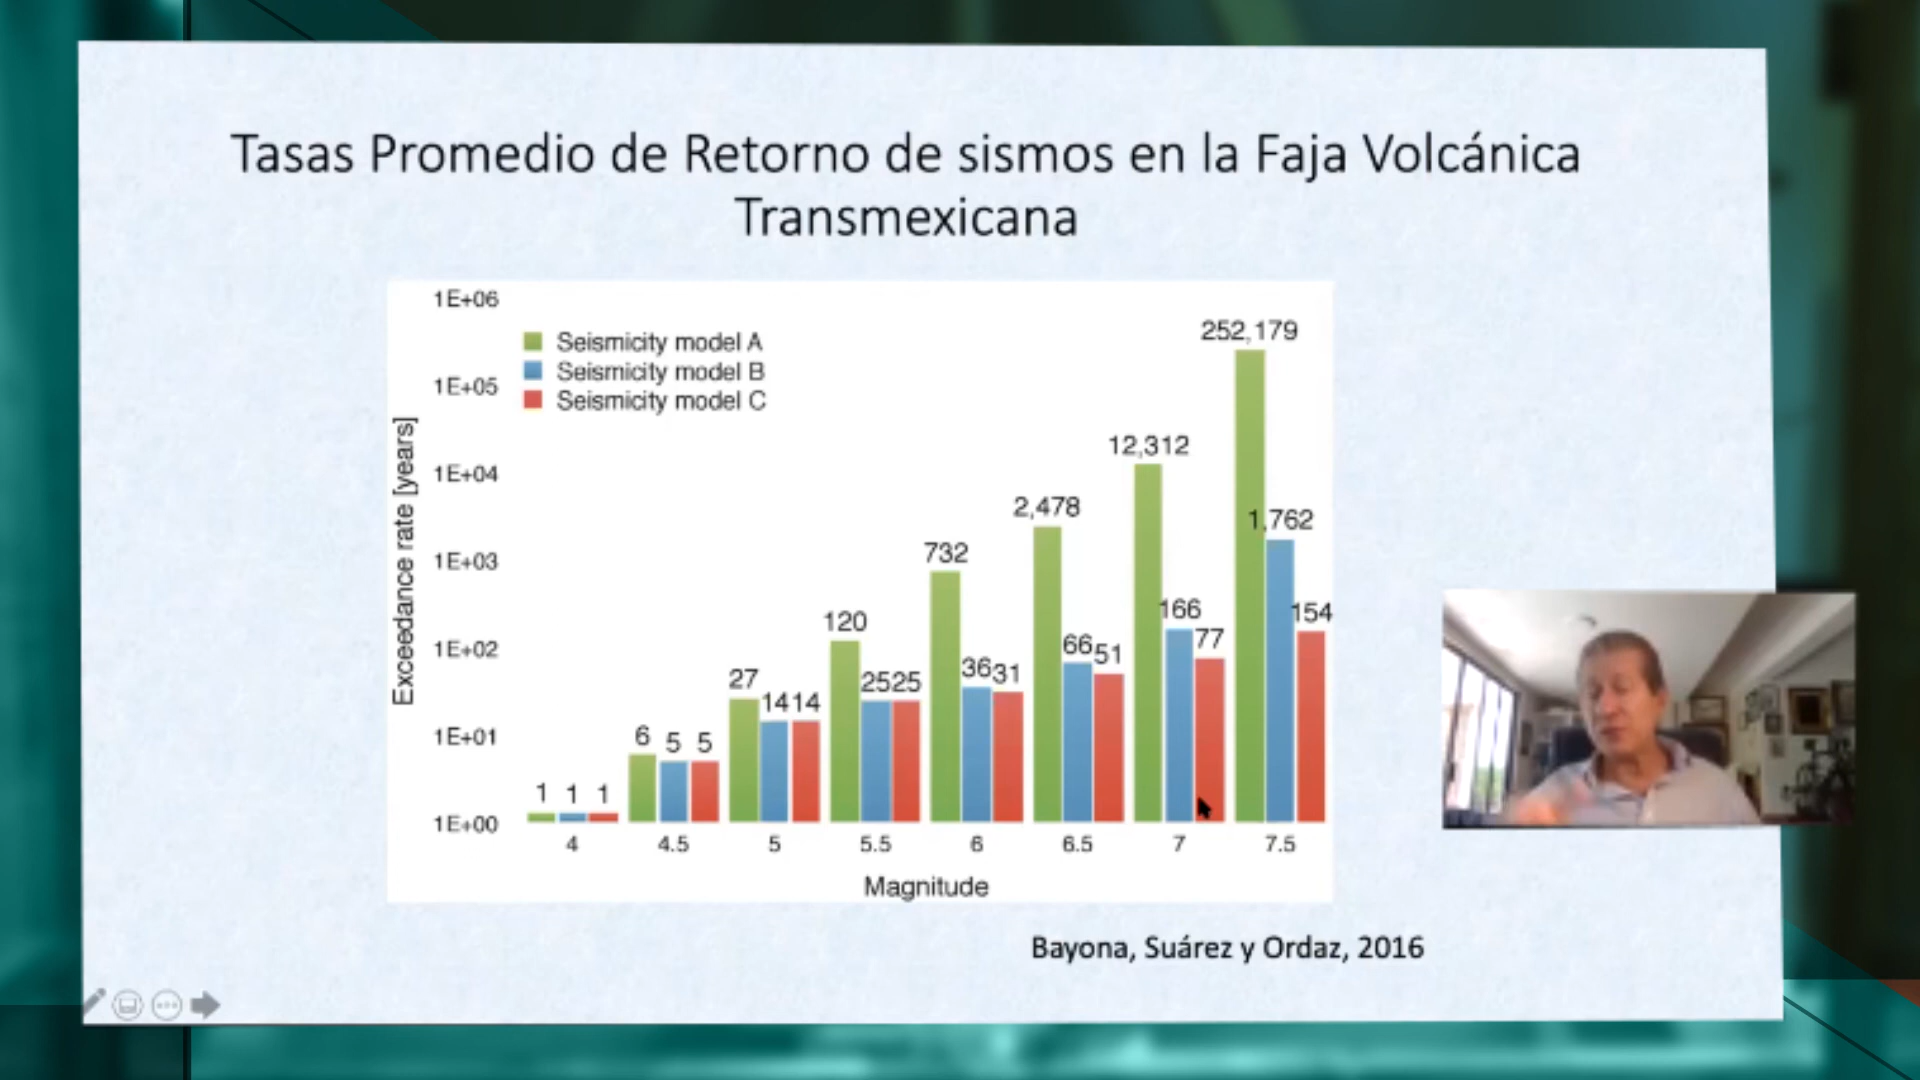 Tasas Promedio de Retorno de sismos en la Faja Volcánica
Transmexicana
1E+06
1E+05
1E+04
1E+03
1E+02
1E+01
1E+00
Exceedance rate [years]
Seismicity model A
Seismicity model B
Seismicity model C
1 1 1
6 5 5
27 14 14
120 25 25
732 36 31
2,478 66 51
12,312 166 77
252,179 1,762 154
4 4.5 5 5.5 6 6.5 7 7.5
Magnitude
Bayona, Suárez y Ordaz, 2016